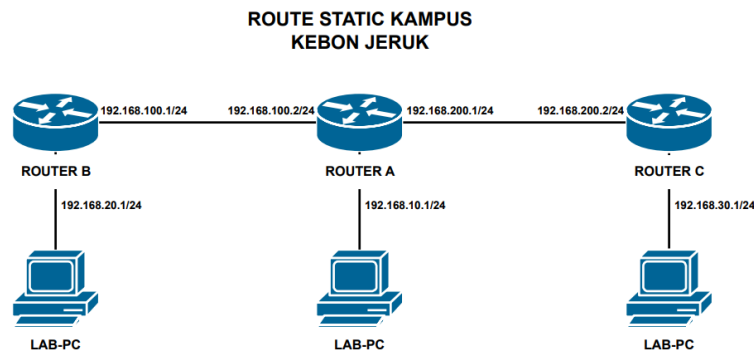 ROUTE STATIC KAMPUS
KEBON JERUK
192.168.100.1/24
192.168.100.2/24
192.168.200.1/24
192.168.200.2/24
ROUTER B
ROUTER A
ROUTER C
192.168.20.1/24
192.168.10.1/24
192.168.30.1/24
LAB-PC
LAB-PC
LAB-PC